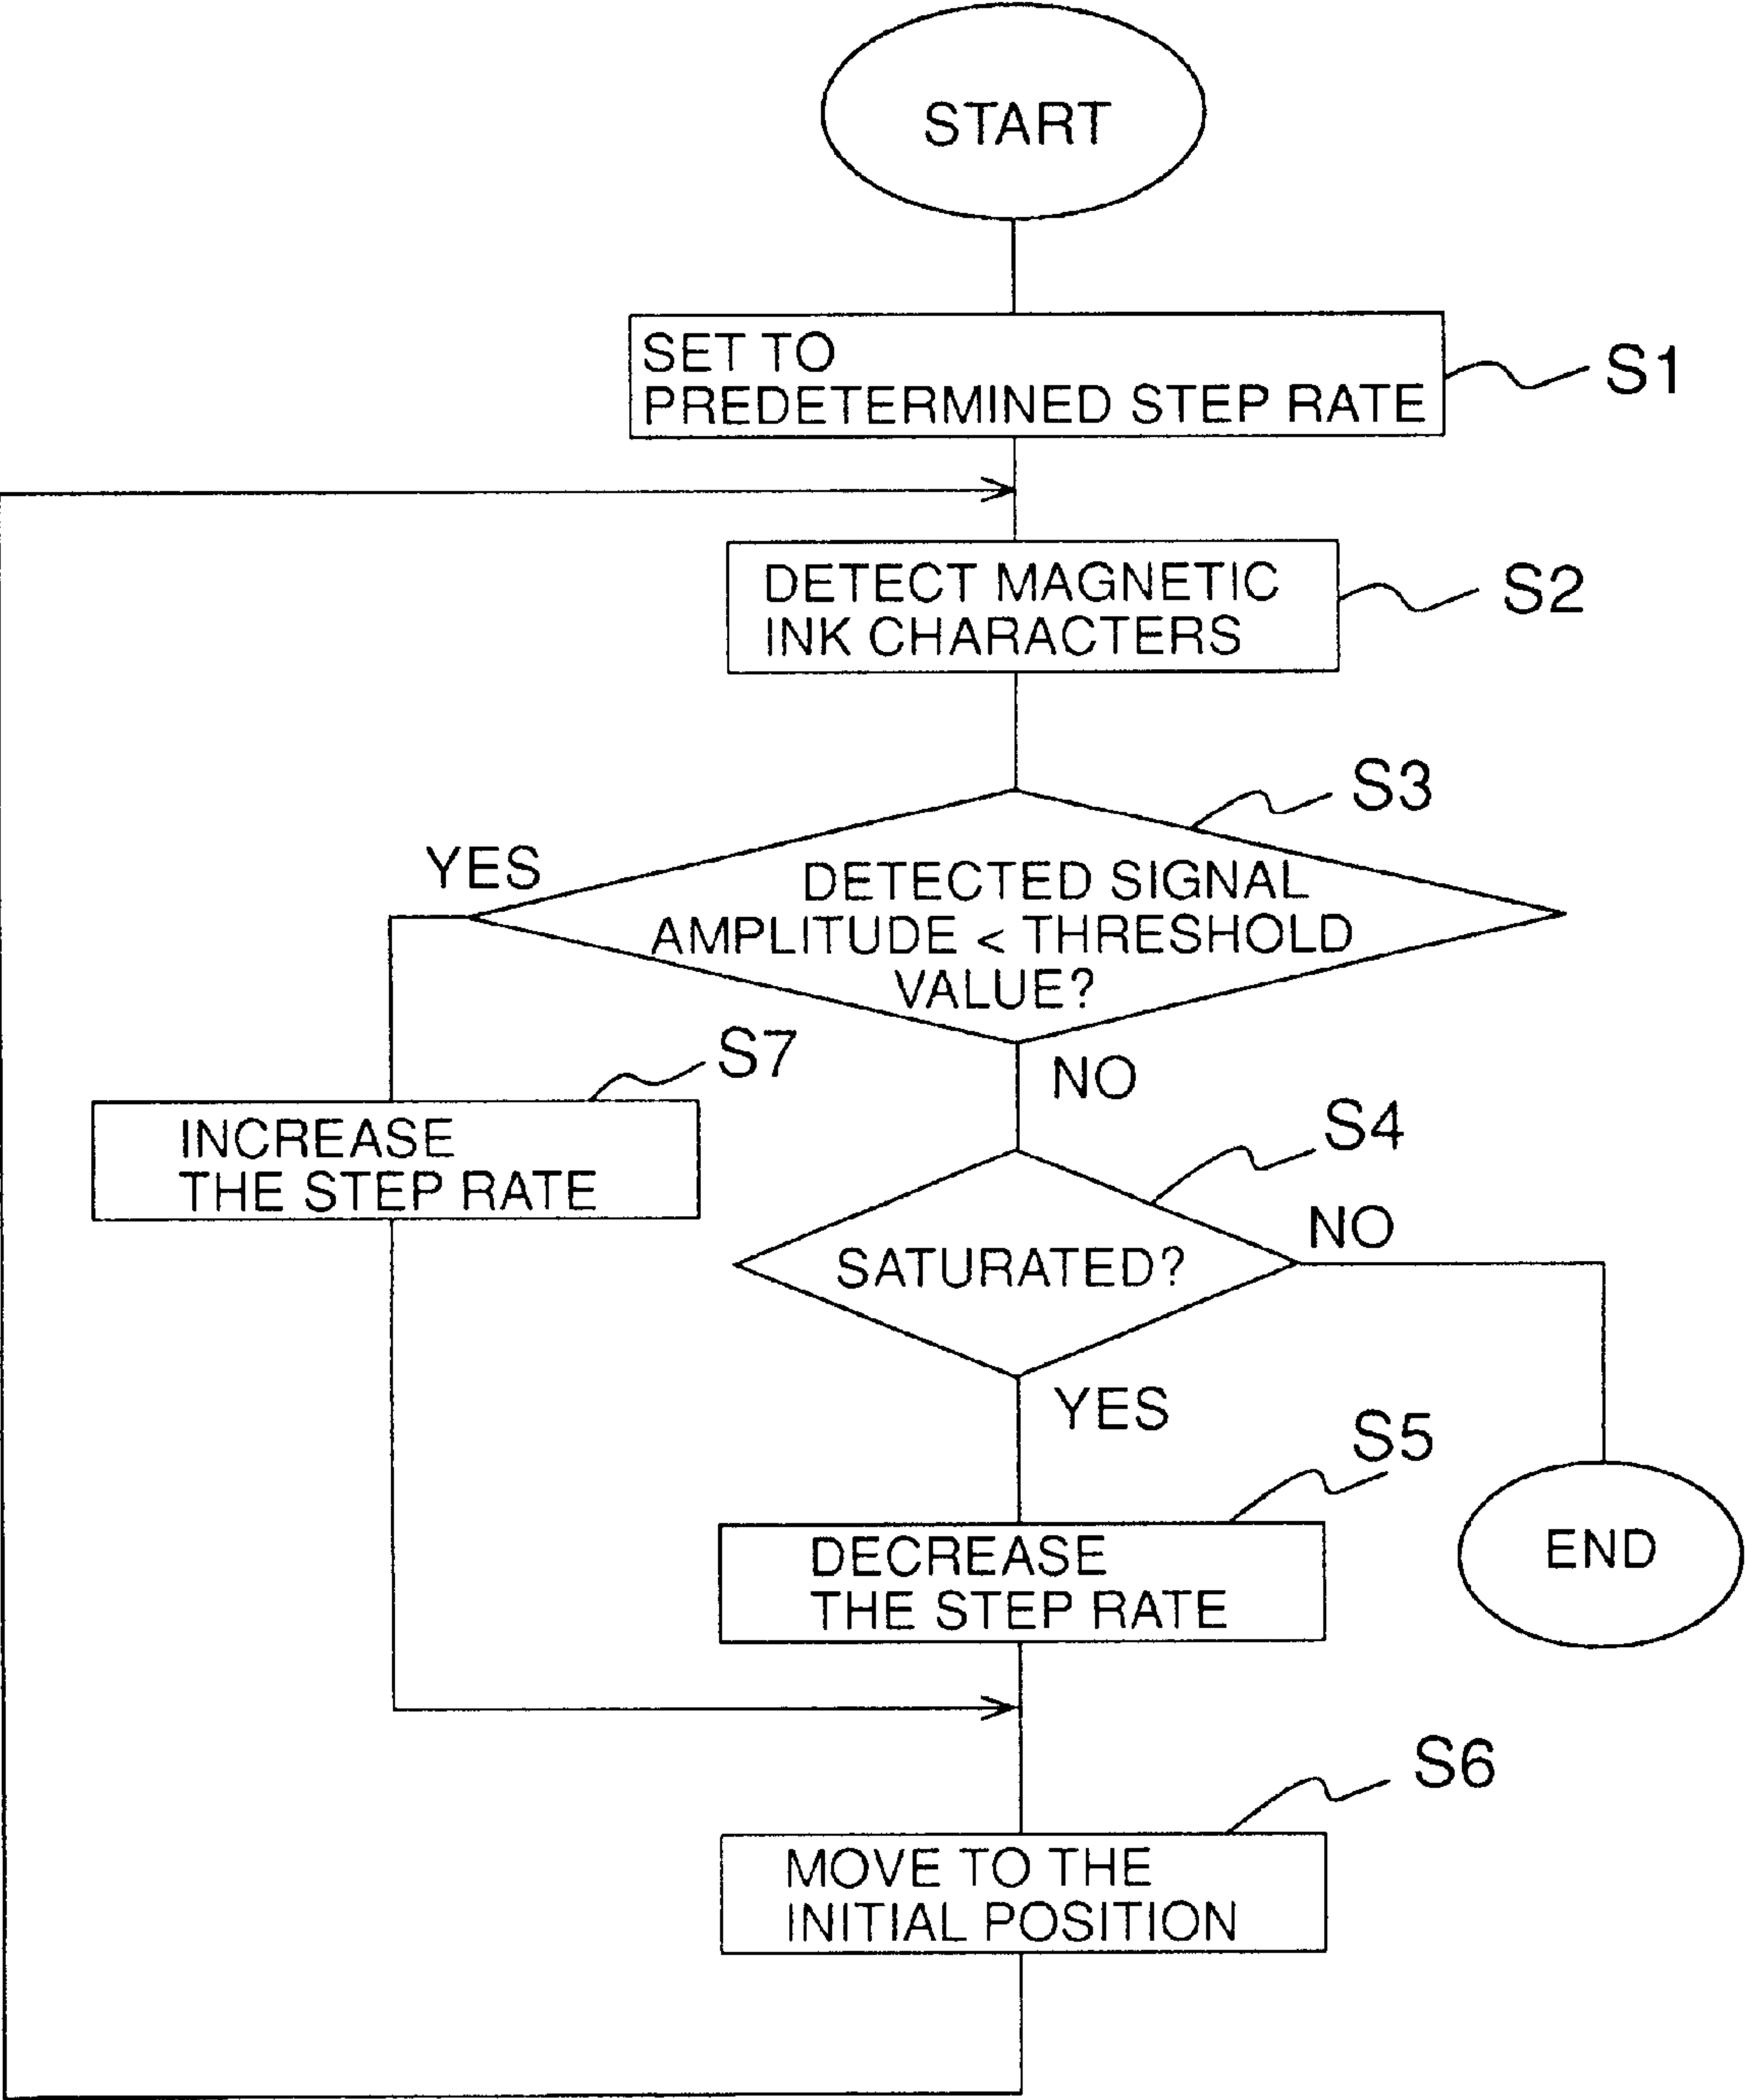 START
SET TO
PREDETERMINED STEP RATE
S1
DETECT MAGNETIC
INK CHARACTERS
S2
S3
YES
DETECTED SIGNAL
AMPLITUDE < THRESHOLD
VALUE?
S7
NO
INCREASE
THE STEP RATE
S4
NO
SATURATED?
YES
S5
DECREASE
THE STEP RATE
END
S6
MOVE TO THE
INITIAL POSITION